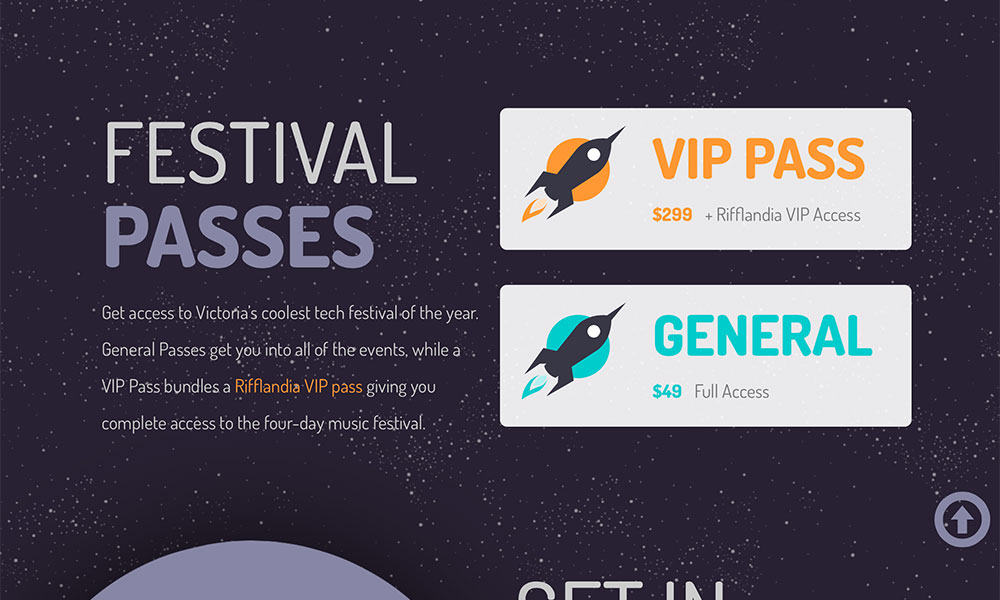 FESTIVAL
PASSES
Get access to Victoria's coolest tech festival of the year.
General Passes get you into all of the events, while a
VIP Pass bundles a Rifflandia VIP pass giving you
complete access to the four-day music festival.
VIP PASS
$299 + Rifflandia VIP Access
GENERAL
$49 Full Access
GET IN